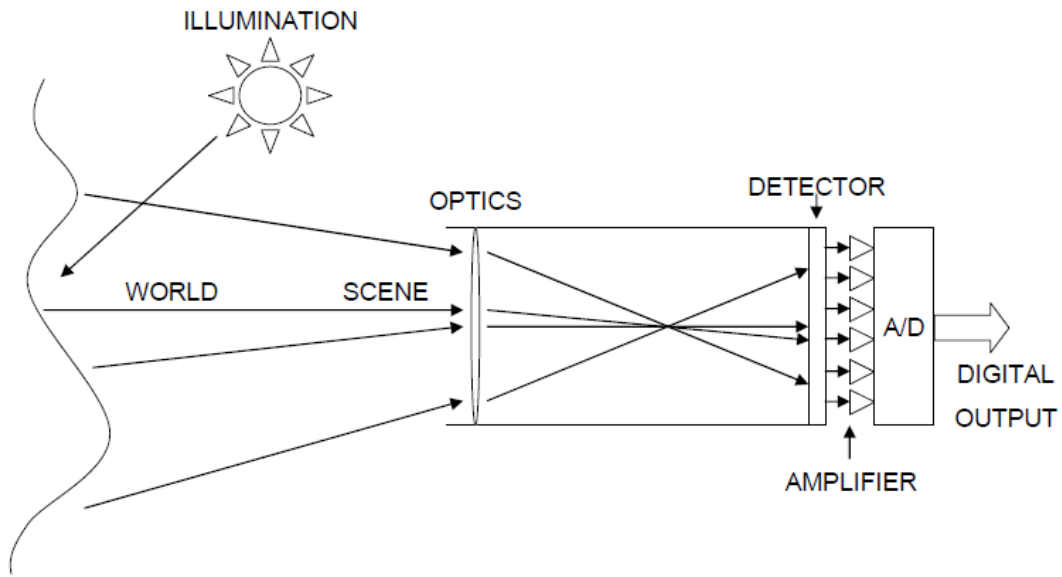 ILLUMINATION
OPTICS
DETECTOR
WORLD
SCENE
A/D
DIGITAL
OUTPUT
AMPLIFIER